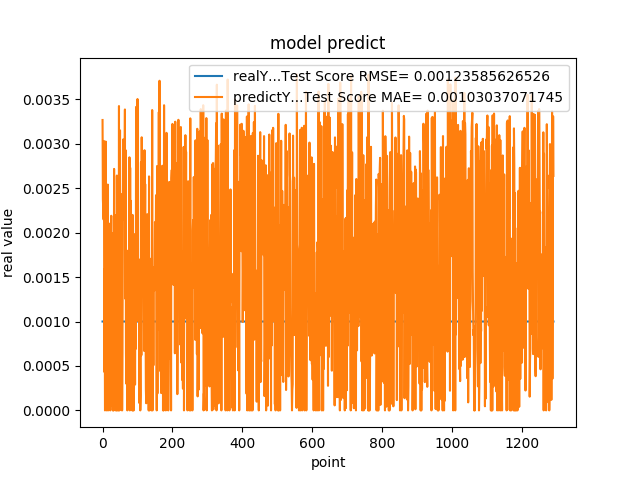 model predict
realY...Test Score RMSE= 0.00123585626526
predictY...Test Score MAE= 0.00103037071745
real value
0.0035
0.0030
0.0025
0.0020
0.0015
0.0010
0.0005
0.0000
0 200 400 600 800 1000 1200
point